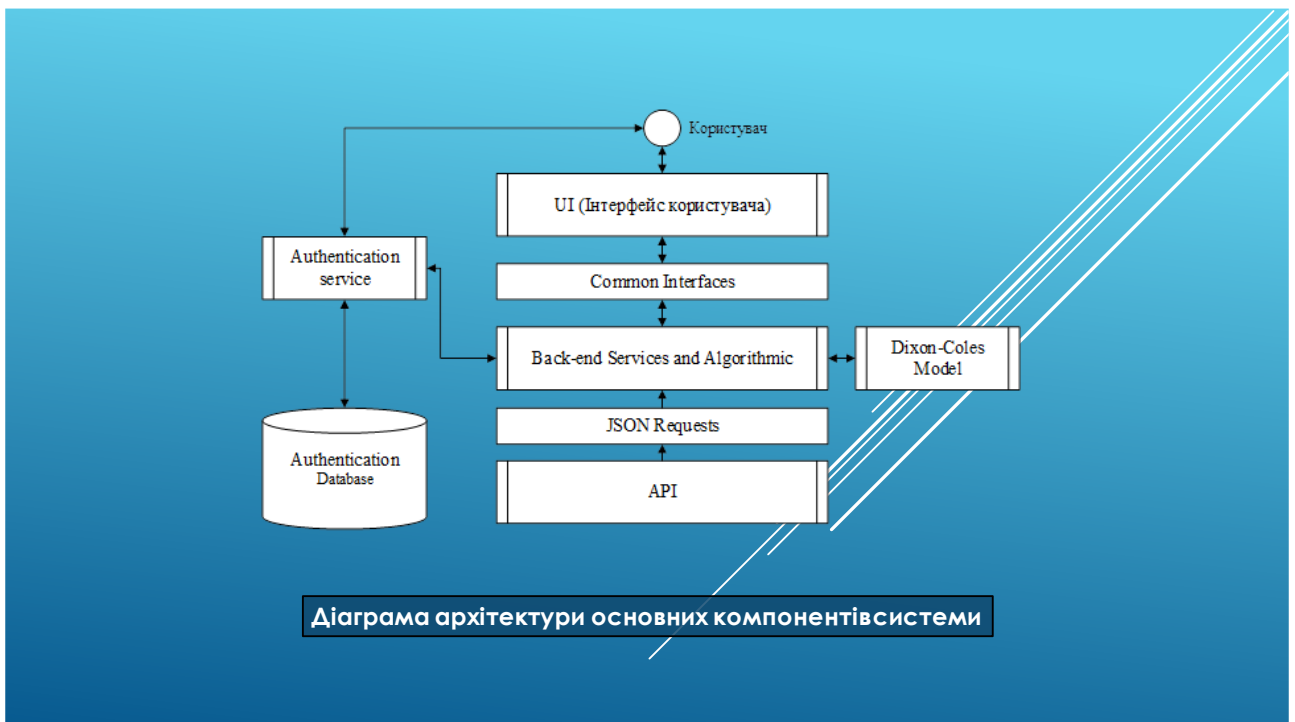 Користувач
UI (Інтерфейс користувача)
Authentication
service
Common Interfaces
Back-end Services and Algorithmic
Dixon-Coles
Model
JSON Requests
Authentication
Database
API
Діаграма архітектури основних компонентівсистеми